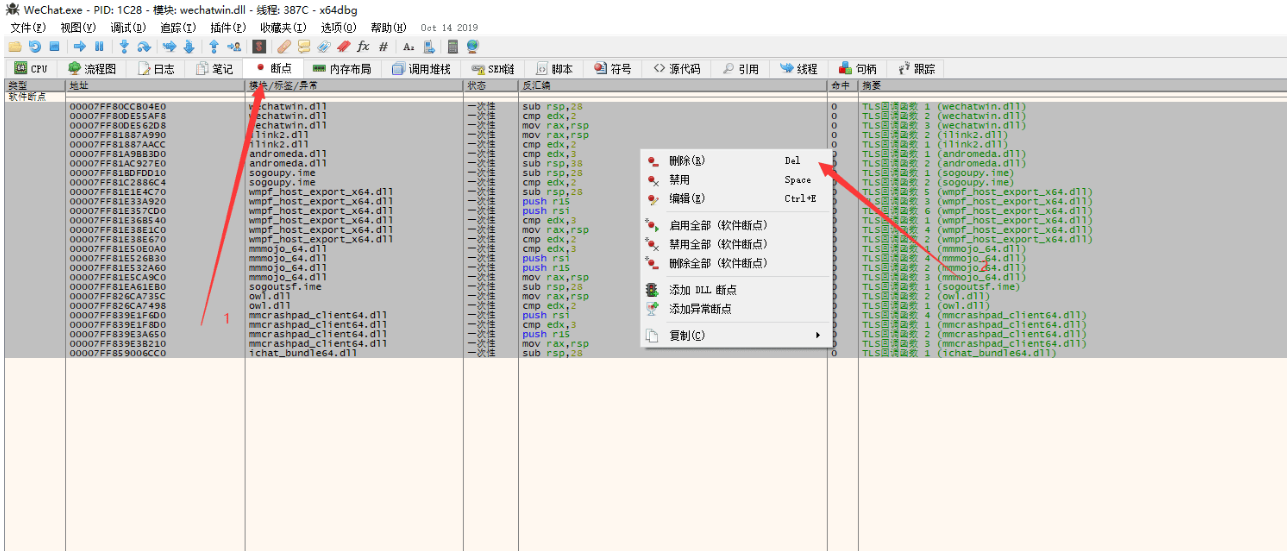 WeChat.exe - PID: 1C28 - 模块: wechatwin.dll - 线程: 387C - x64dbg
文件(F) 视图(V) 调试(D) 追踪(T) 插件(P) 收藏夹(I) 选项(O) 帮助(H) Oct 14 2019
CPU 流程图 日志 笔记 断点 内存布局 调用堆栈 SEH链 脚本 符号 源代码 引用 线程 句柄 跟踪
类型 地址 模块/标签/异常 状态 反汇编 命中 摘要
软件断点
00007FF80CCB04E0 wechatwin.dll 一次性 sub rsp,28 0 TLS回调函数 1 (wechatwin.dll)
00007FF80DE55AF8 wechatwin.dll 一次性 cmp edx,2 0 TLS回调函数 2 (wechatwin.dll)
00007FF80DE562D8 wechatwin.dll 一次性 mov rax,rsp 0 TLS回调函数 3 (wechatwin.dll)
00007FF81887A990 ilink2.dll 一次性 mov rax,rsp 0 TLS回调函数 2 (ilink2.dll)
00007FF81887AACC ilink2.dll 一次性 cmp edx,2 0 TLS回调函数 1 (ilink2.dll)
00007FF81A9BB3D0 andromeda.dll 一次性 cmp edx,3 TLS回调函数 1 (andromeda.dll)
00007FF81AC927E0 andromeda.dll 一次性 sub rsp,38 TLS回调函数 2 (andromeda.dll)
00007FF81BDFDD10 sogoupy.ime 一次性 sub rsp,28 TLS回调函数 1 (sogoupy.ime)
00007FF81C2886C4 sogoupy.ime 一次性 cmp edx,2 TLS回调函数 2 (sogoupy.ime)
00007FF81E1E4C70 wmpf_host_export_x64.dll 一次性 sub rsp,28 TLS回调函数 5 (wmpf_host_export_x64.dll)
00007FF81E33A920 wmpf_host_export_x64.dll 一次性 push r15 TLS回调函数 3 (wmpf_host_export_x64.dll)
00007FF81E357CD0 wmpf_host_export_x64.dll 一次性 push rsi TLS回调函数 6 (wmpf_host_export_x64.dll)
00007FF81E36B540 wmpf_host_export_x64.dll 一次性 cmp edx,3 TLS回调函数 1 (wmpf_host_export_x64.dll)
00007FF81E38E1C0 wmpf_host_export_x64.dll 一次性 mov rax,rsp TLS回调函数 4 (wmpf_host_export_x64.dll)
00007FF81E38E670 wmpf_host_export_x64.dll 一次性 cmp edx,2 TLS回调函数 2 (wmpf_host_export_x64.dll)
00007FF81E50E0A0 mmmojo_64.dll 一次性 cmp edx,3 TLS回调函数 1 (mmmojo_64.dll)
00007FF81E526B30 mmmojo_64.dll 一次性 push rsi TLS回调函数 4 (mmmojo_64.dll)
00007FF81E532A60 mmmojo_64.dll 一次性 push r15 TLS回调函数 2 (mmmojo_64.dll)
00007FF81E5CA9C0 mmmojo_64.dll 一次性 mov rax,rsp TLS回调函数 3 (mmmojo_64.dll)
00007FF81EA61EB0 sogoutsf.ime 一次性 sub rsp,28 TLS回调函数 1 (sogoutsf.ime)
00007FF826CA735C owl.dll 一次性 mov rax,rsp TLS回调函数 2 (owl.dll)
00007FF826CA7498 owl.dll 一次性 cmp edx,2 TLS回调函数 1 (owl.dll)
00007FF839E1F6D0 mmcrashpad_client64.dll 一次性 push rsi TLS回调函数 4 (mmcrashpad_client64.dll)
00007FF839E1F8D0 mmcrashpad_client64.dll 一次性 cmp edx,3 TLS回调函数 1 (mmcrashpad_client64.dll)
00007FF839E3A650 mmcrashpad_client64.dll 一次性 push r15 TLS回调函数 2 (mmcrashpad_client64.dll)
00007FF839E3B210 mmcrashpad_client64.dll 一次性 mov rax,rsp TLS回调函数 3 (mmcrashpad_client64.dll)
00007FF859006CC0 ichat_bundle64.dll 一次性 sub rsp,28 0 TLS回调函数 1 (ichat_bundle64.dll)
删除(R) Del
禁用 Space
编辑(E) Ctrl+E
启用全部 (软件断点)
禁用全部 (软件断点)
删除全部 (软件断点)
添加 DLL 断点
添加异常断点
复制(C)
1
2